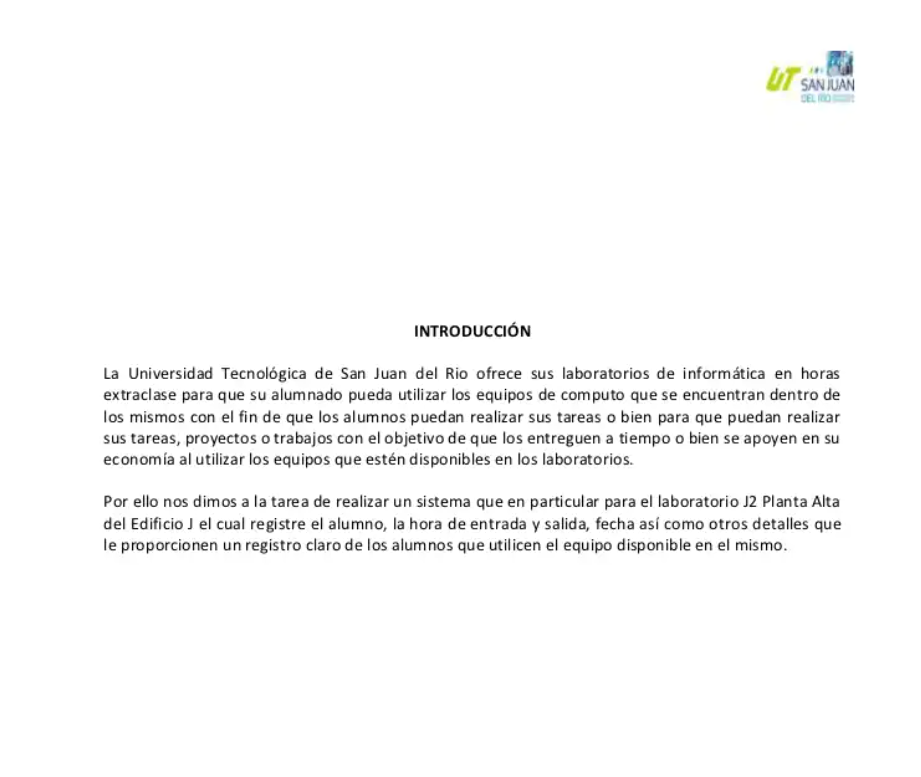 UT SAN JUAN
DEL RIO
INTRODUCCIÓN
La Universidad Tecnológica de San Juan del Rio ofrece sus laboratorios de informática en horas
extraclase para que su alumnado pueda utilizar los equipos de computo que se encuentran dentro de
los mismos con el fin de que los alumnos puedan realizar sus tareas o bien para que puedan realizar
sus tareas, proyectos o trabajos con el objetivo de que los entreguen a tiempo o bien se apoyen en su
economía al utilizar los equipos que estén disponibles en los laboratorios.
Por ello nos dimos a la tarea de realizar un sistema que en particular para el laboratorio J2 Planta Alta
del Edificio J el cual registre el alumno, la hora de entrada y salida, fecha así como otros detalles que
le proporcionen un registro claro de los alumnos que utilicen el equipo disponible en el mismo.